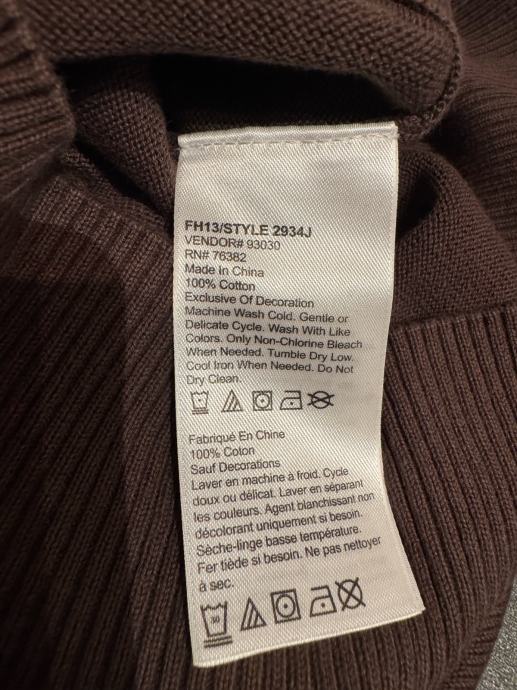 FH13/STYLE 2934J
VENDOR# 93030
RN# 76382
Made in China
100% Cotton
Exclusive Of Decoration
Machine Wash Cold. Gentle or
Delicate Cycle. Wash With Like
Colors. Only Non-Chlorine Bleach
When Needed. Tumble Dry Low.
Cool Iron When Needed. Do Not
Dry Clean.
Fabriqué En Chine
100% Coton
Sauf Decorations
Laver en machine à froid. Cycle
doux ou délicat. Laver en séparant
les couleurs. Agent blanchissant non
décolorant uniquement si besoin.
Sèche-linge basse température.
Fer tiède si besoin. Ne pas nettoyer
à sec.
30